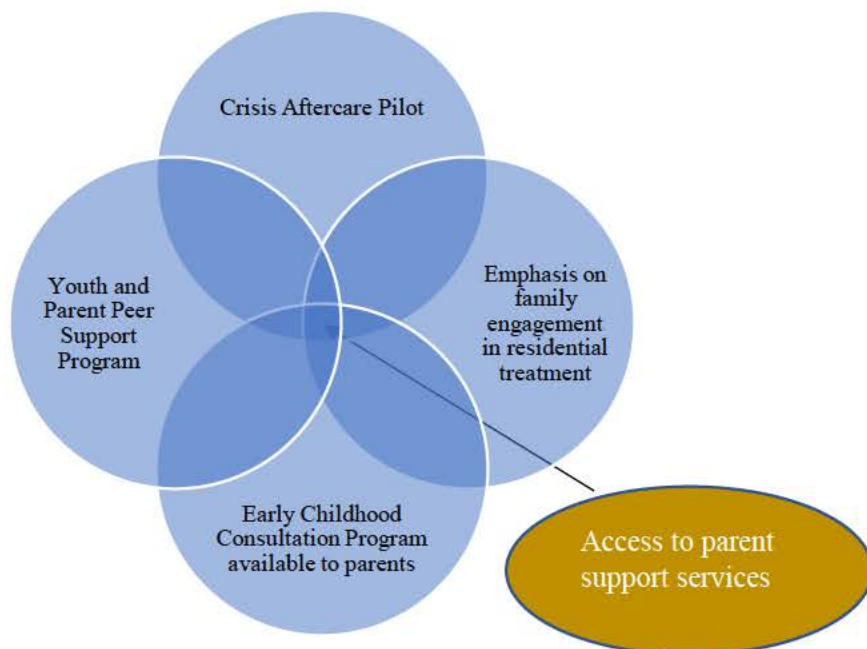 Crisis Aftercare Pilot
Youth and
Parent Peer
Support
Program
Emphasis on
family
engagement
in residential
treatment
Early Childhood
Consultation Program
available to parents
Access to parent
support services